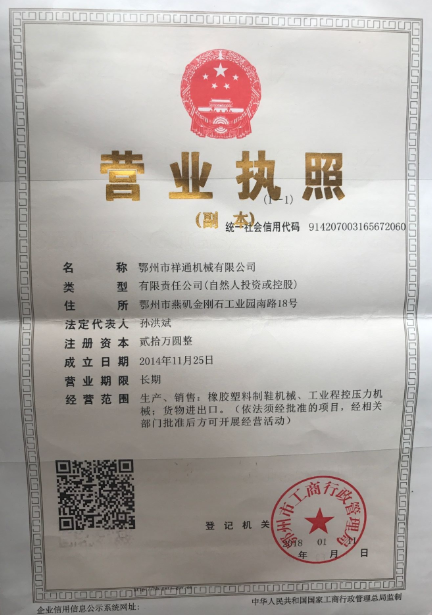 营业执照
(1-1)
(副本)
统一社会信用代码 9142070031656720​60
名 称 鄂州市祥通机械有限公司
类 型 有限责任公司(自然人投资或控股)
住 所 鄂州市燕矶金刚石工业园南路18号
法定代表人 孙洪斌
注册资本 贰拾万圆整
成立日期 2014年11月25日
营业期限 长期
经营范围 生产、销售：橡胶塑料制鞋机械、工业程控压力机
械；货物进出口。（依法须经批准的项目，经相关
部门批准后方可开展经营活动）
鄂州市工商行政管理局
登记机关
2018 01 11
年 月 日
企业信用信息公示系统网址：
中华人民共和国国家工商行政管理总局监制